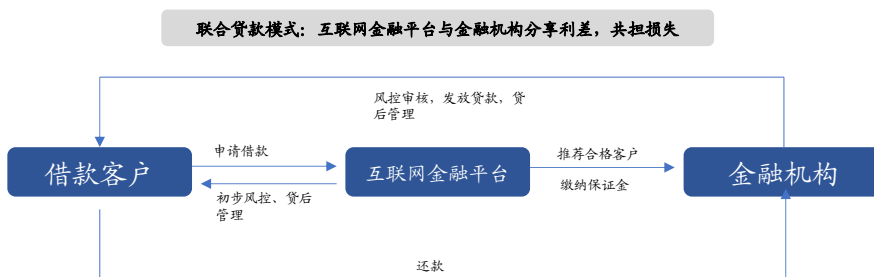 联合贷款模式：互联网金融平台与金融机构分享利差，共担损失
风控审核，发放贷款，贷
后管理
借款客户
申请借款
初步风控、贷后
管理
互联网金融平台
推荐合格客户
缴纳保证金
金融机构
还款